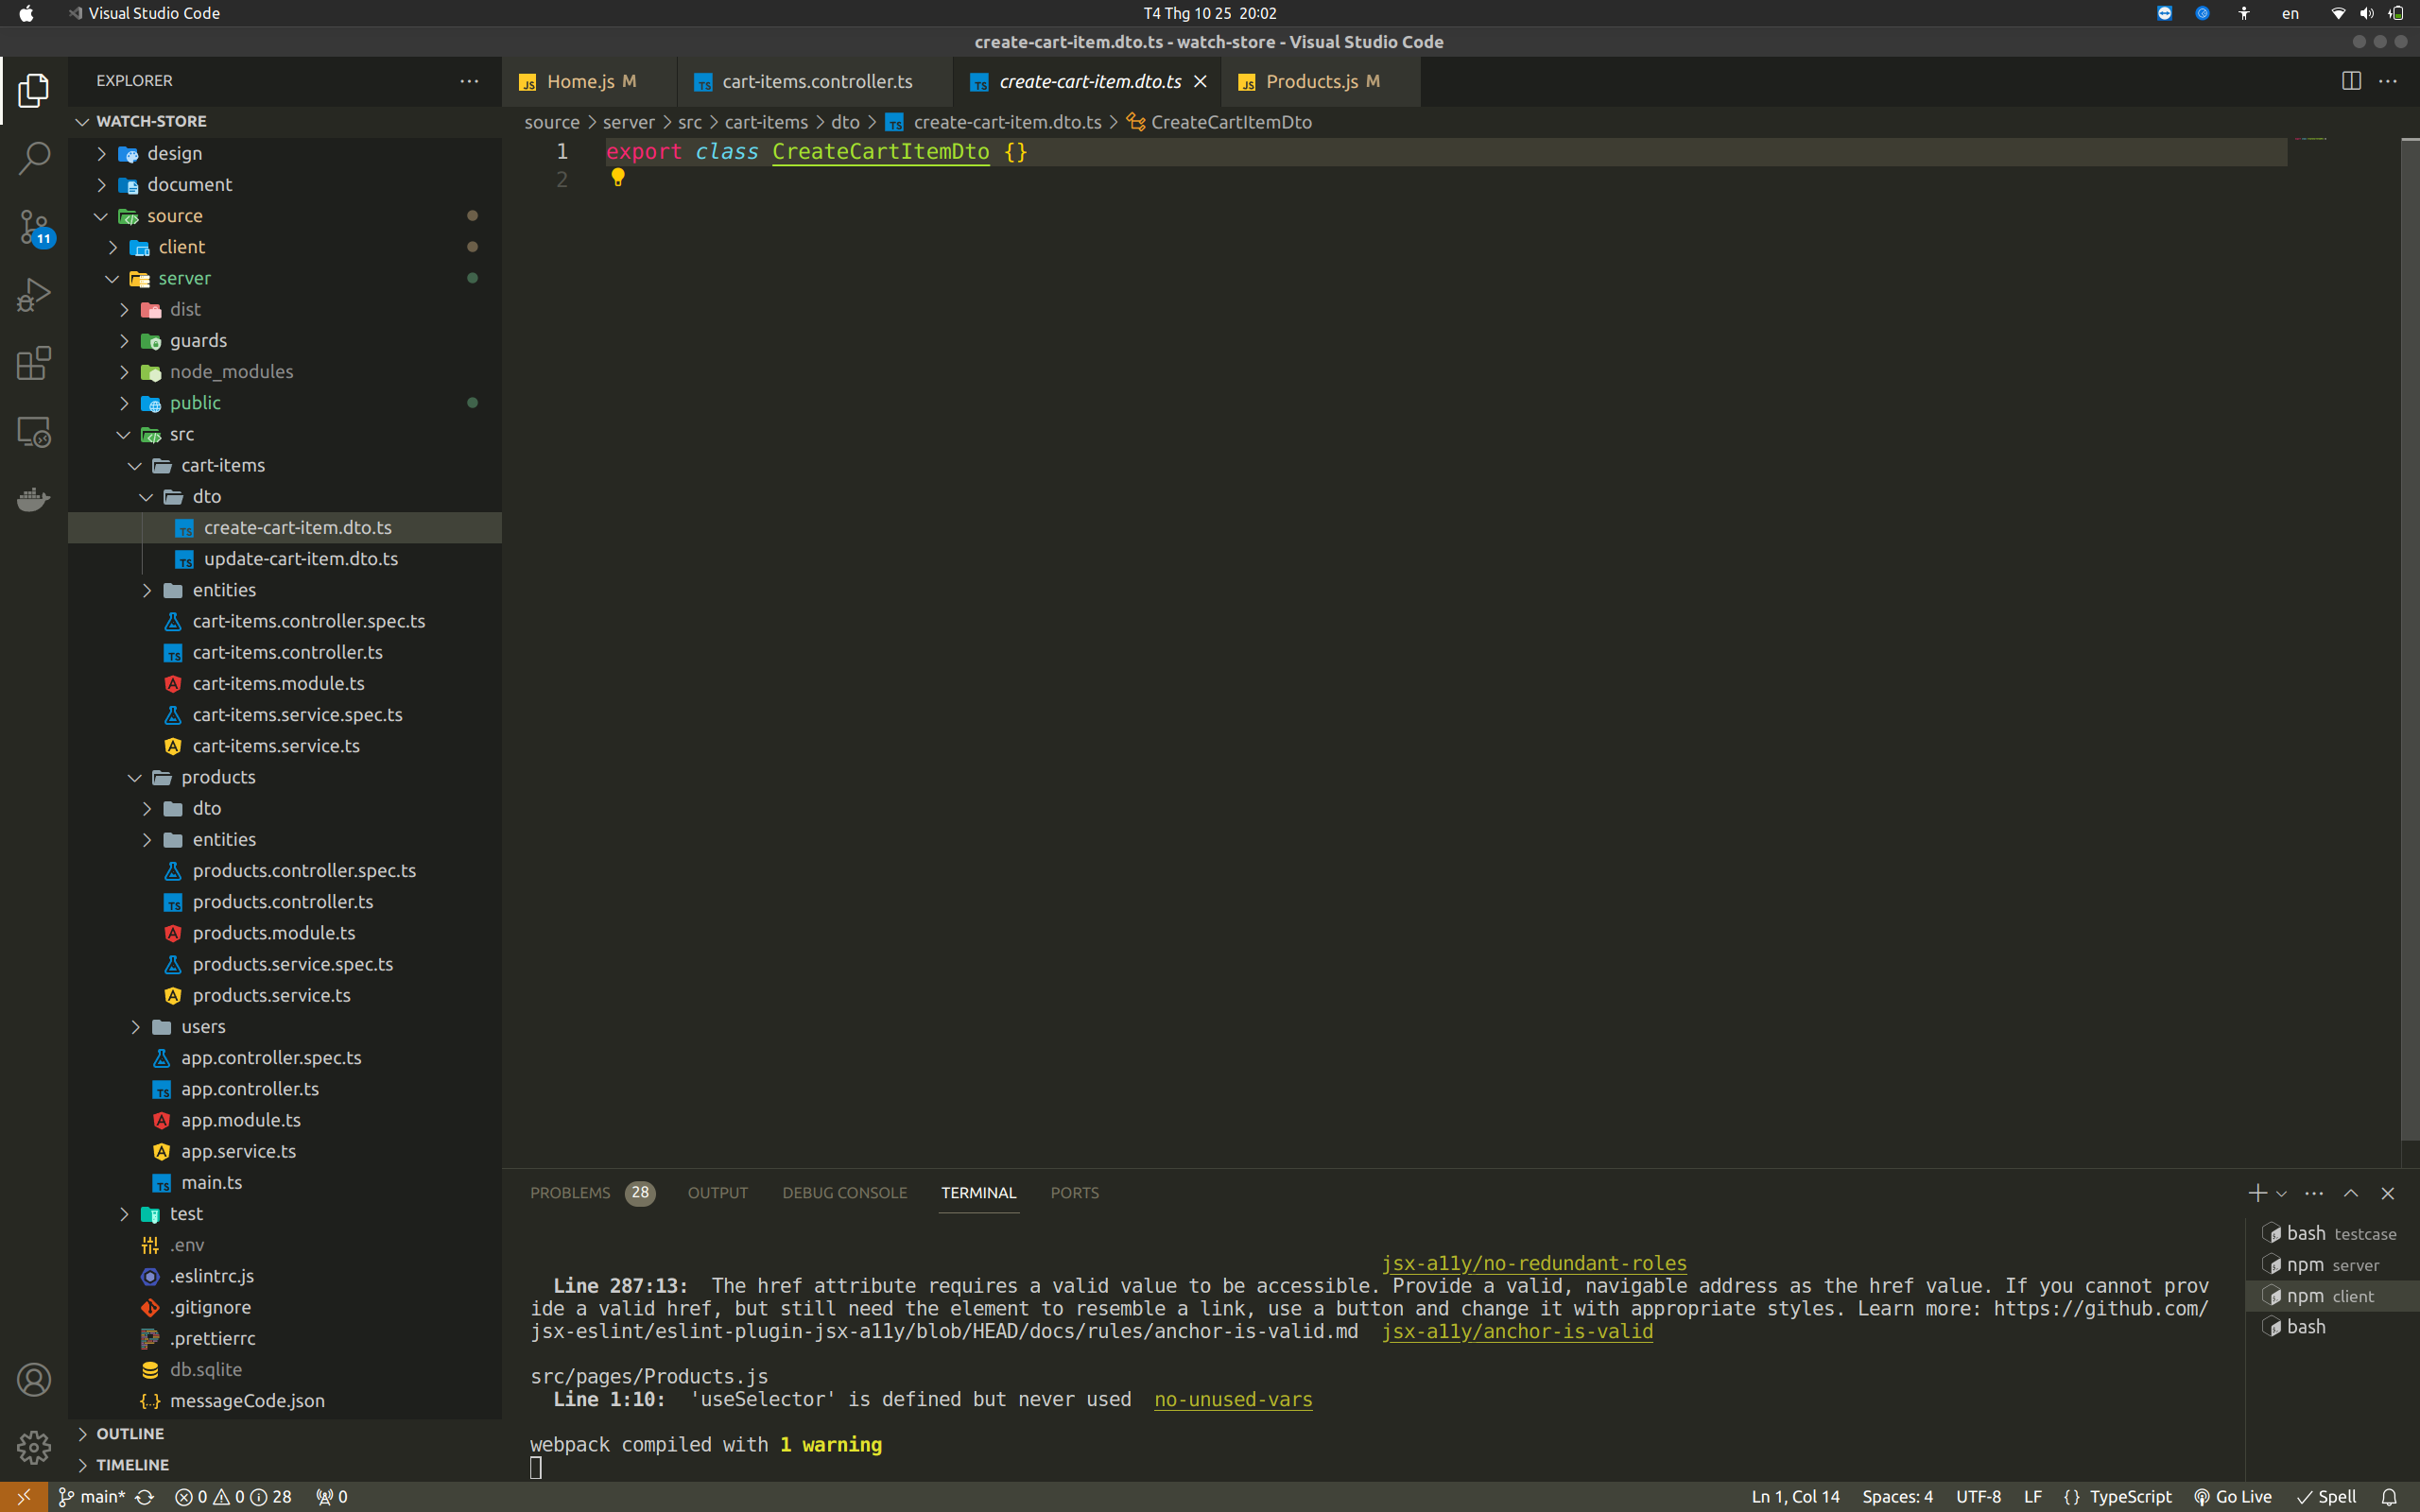 Visual Studio Code
T4 Thg 10 25 20:02
en
create-cart-item.dto.ts - watch-store - Visual Studio Code
EXPLORER
Home.js M
cart-items.controller.ts
create-cart-item.dto.ts
Products.js M
WATCH-STORE
source > server > src > cart-items > dto > create-cart-item.dto.ts > CreateCartItemDto
1 export class CreateCartItemDto {}
2
design
document
source
client
server
dist
guards
node_modules
public
src
cart-items
dto
create-cart-item.dto.ts
update-cart-item.dto.ts
entities
cart-items.controller.spec.ts
cart-items.controller.ts
cart-items.module.ts
cart-items.service.spec.ts
cart-items.service.ts
products
dto
entities
products.controller.spec.ts
products.controller.ts
products.module.ts
products.service.spec.ts
products.service.ts
users
app.controller.spec.ts
app.controller.ts
app.module.ts
app.service.ts
main.ts
test
.env
.eslintrc.js
.gitignore
.prettierrc
db.sqlite
messageCode.json
OUTLINE
TIMELINE
11
PROBLEMS 28 OUTPUT DEBUG CONSOLE TERMINAL PORTS
jsx-a11y/no-redundant-roles
Line 287:13: The href attribute requires a valid value to be accessible. Provide a valid, navigable address as the href value. If you cannot prov
ide a valid href, but still need the element to resemble a link, use a button and change it with appropriate styles. Learn more: https://github.com/
jsx-eslint/eslint-plugin-jsx-a11y/blob/HEAD/docs/rules/anchor-is-valid.md jsx-a11y/anchor-is-valid
src/pages/Products.js
Line 1:10: 'useSelector' is defined but never used no-unused-vars
webpack compiled with 1 warning
bash testcase
npm server
npm client
bash
main* 0 0 28 0
Ln 1, Col 14 Spaces: 4 UTF-8 LF {} TypeScript Go Live Spell